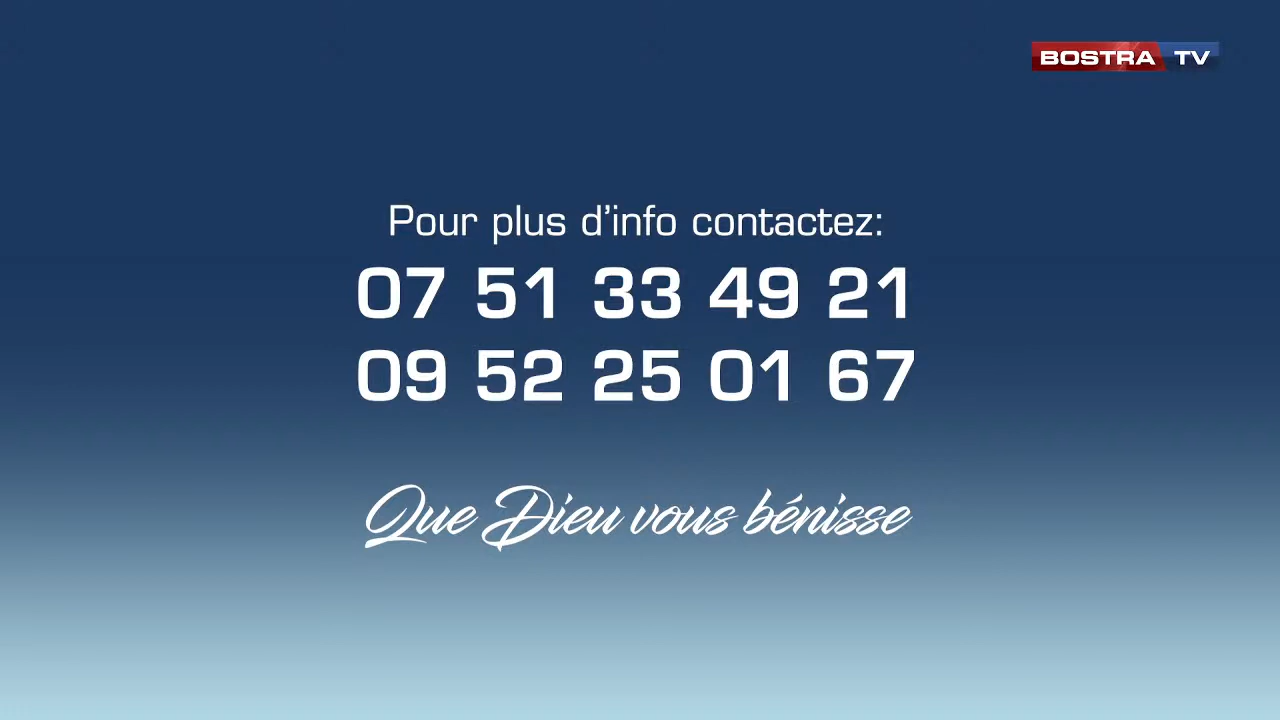 BOSTRA TV
Pour plus d'info contactez:
07 51 33 49 21
09 52 25 01 67
Que Dieu vous bénisse